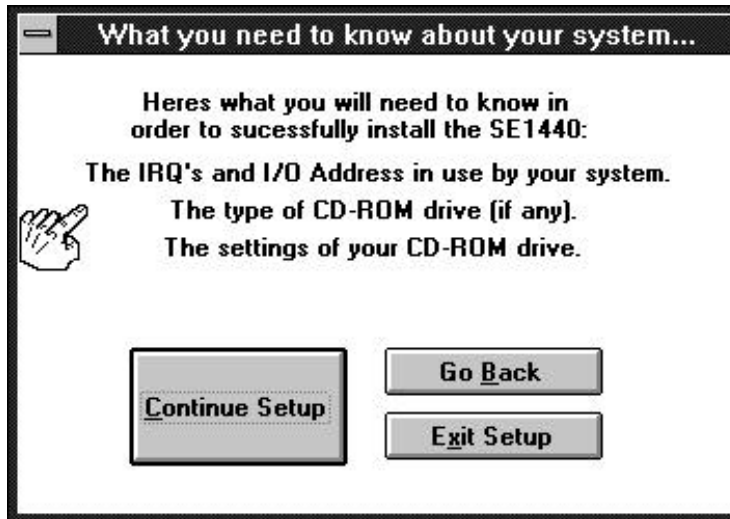 What you need to know about your system...
Heres what you will need to know in
order to sucessfully install the SE1440:
The IRQ's and I/O Address in use by your system.
The type of CD-ROM drive (if any).
The settings of your CD-ROM drive.
Continue Setup
Go Back
Exit Setup